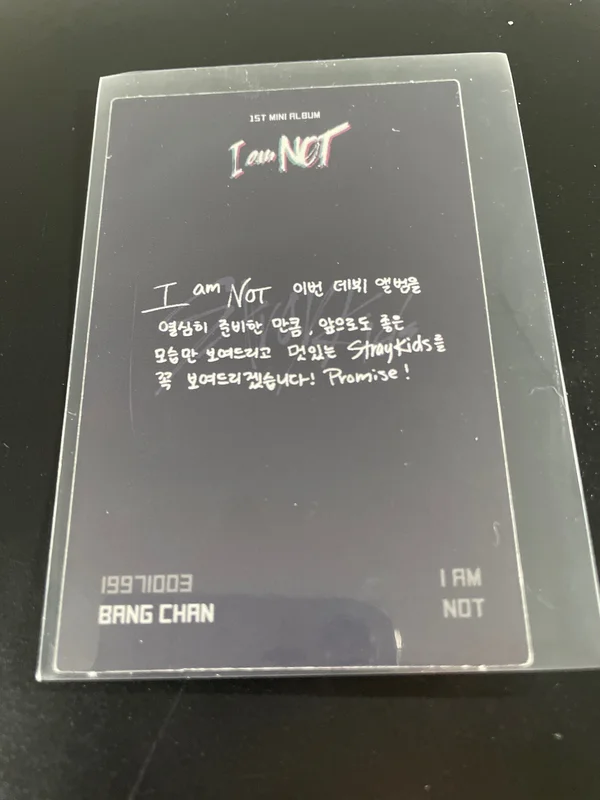 1ST MINI ALBUM
I am NOT
I am NOT 이번 데뷔 앨범을
열심히 준비한 만큼, 앞으로도 좋은
모습만 보여드리고 멋있는 StrayKids를
꼭 보여드리겠습니다! Promise!
19971003
BANG CHAN
I AM
NOT